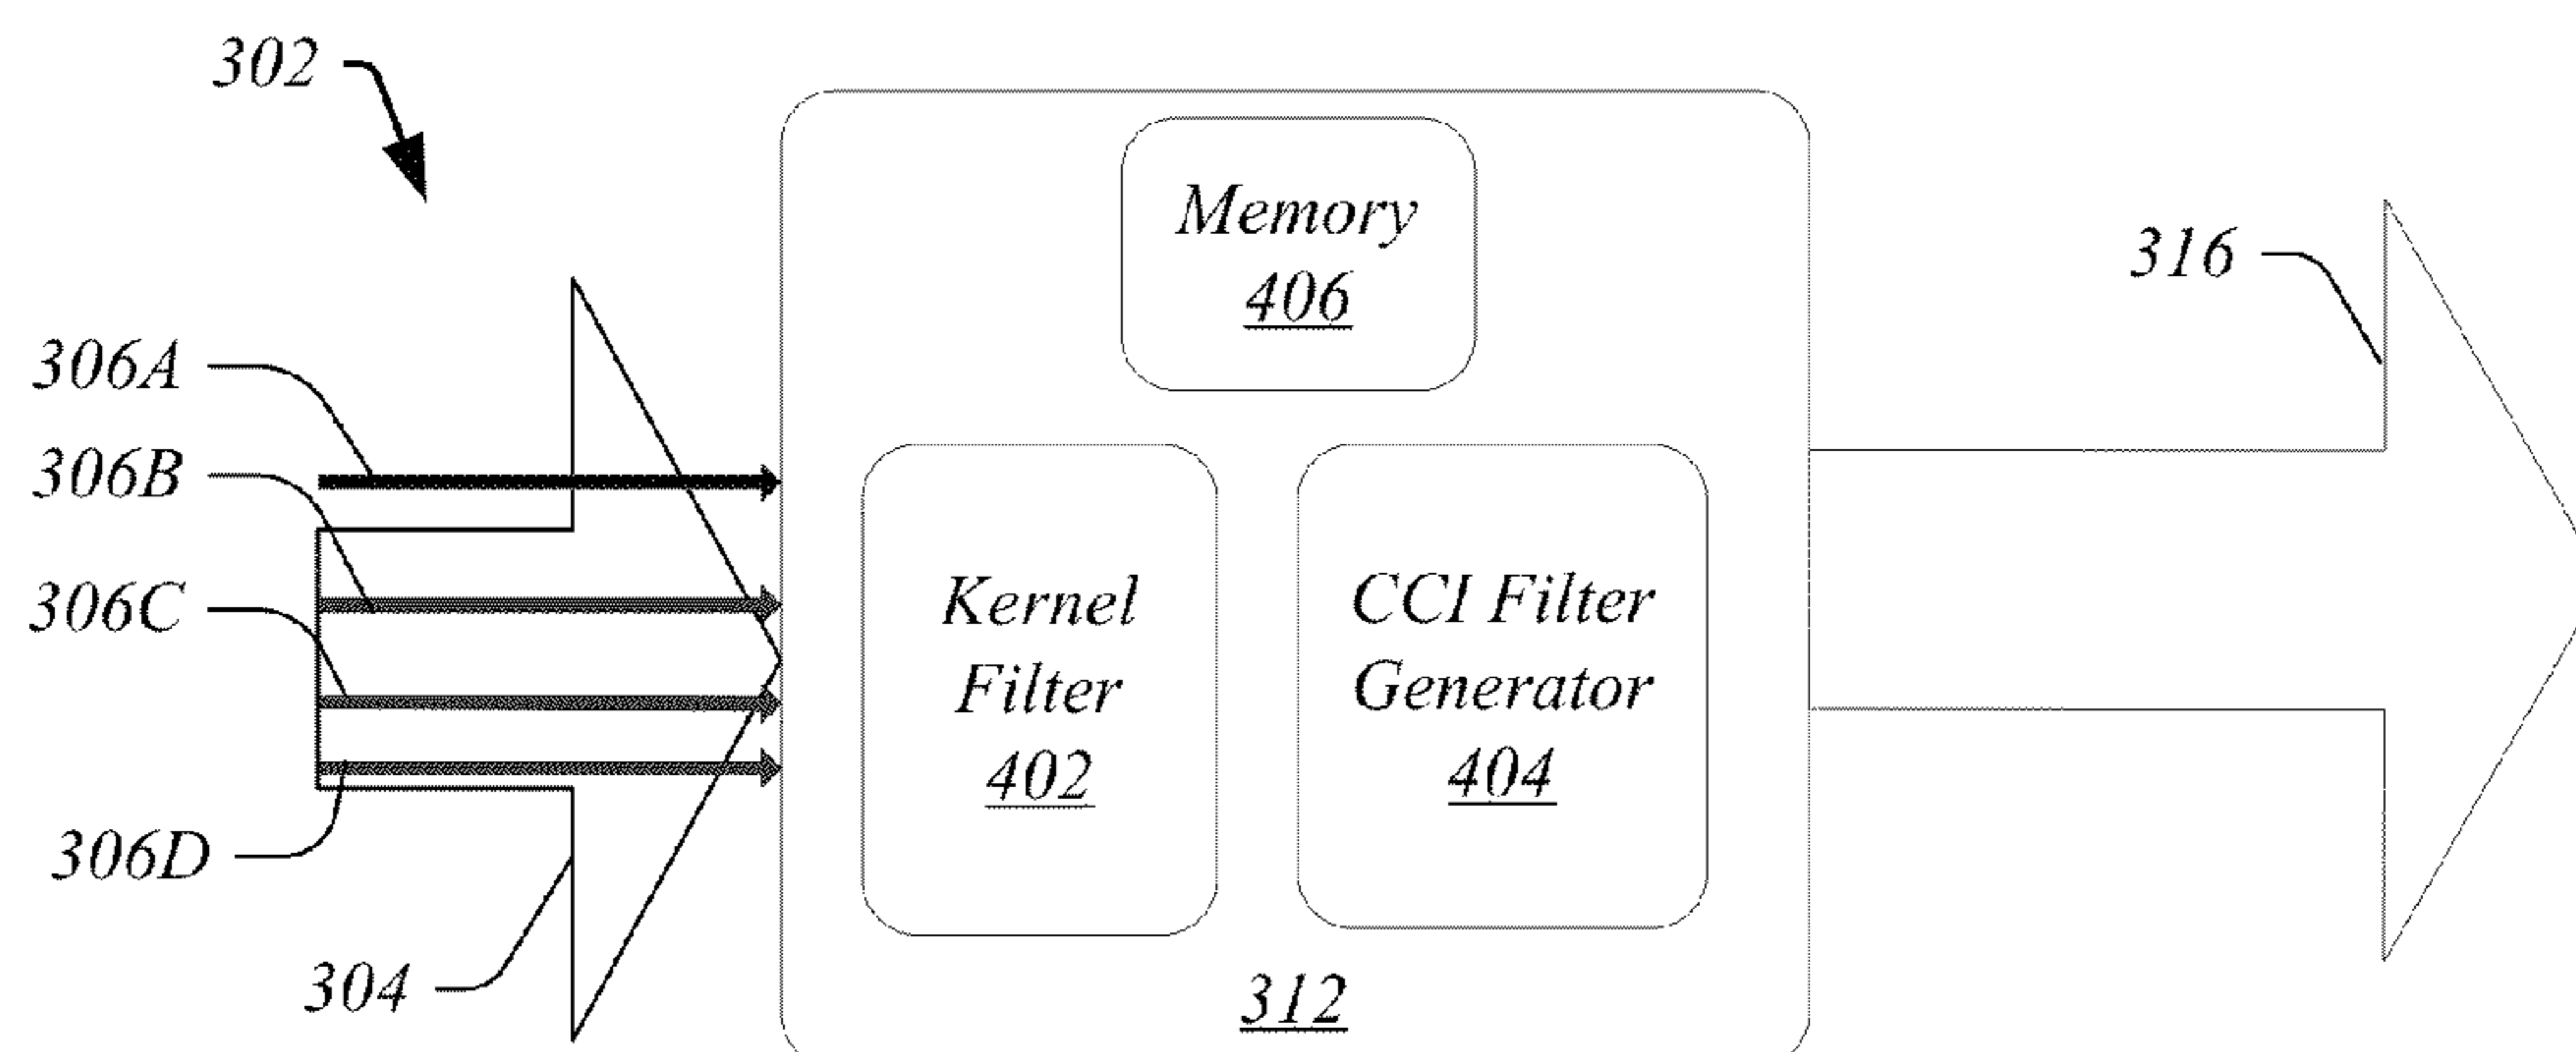 302
Memory
406
316
306A
306B
306C
306D
304
Kernel
Filter
402
CCI Filter
Generator
404
312